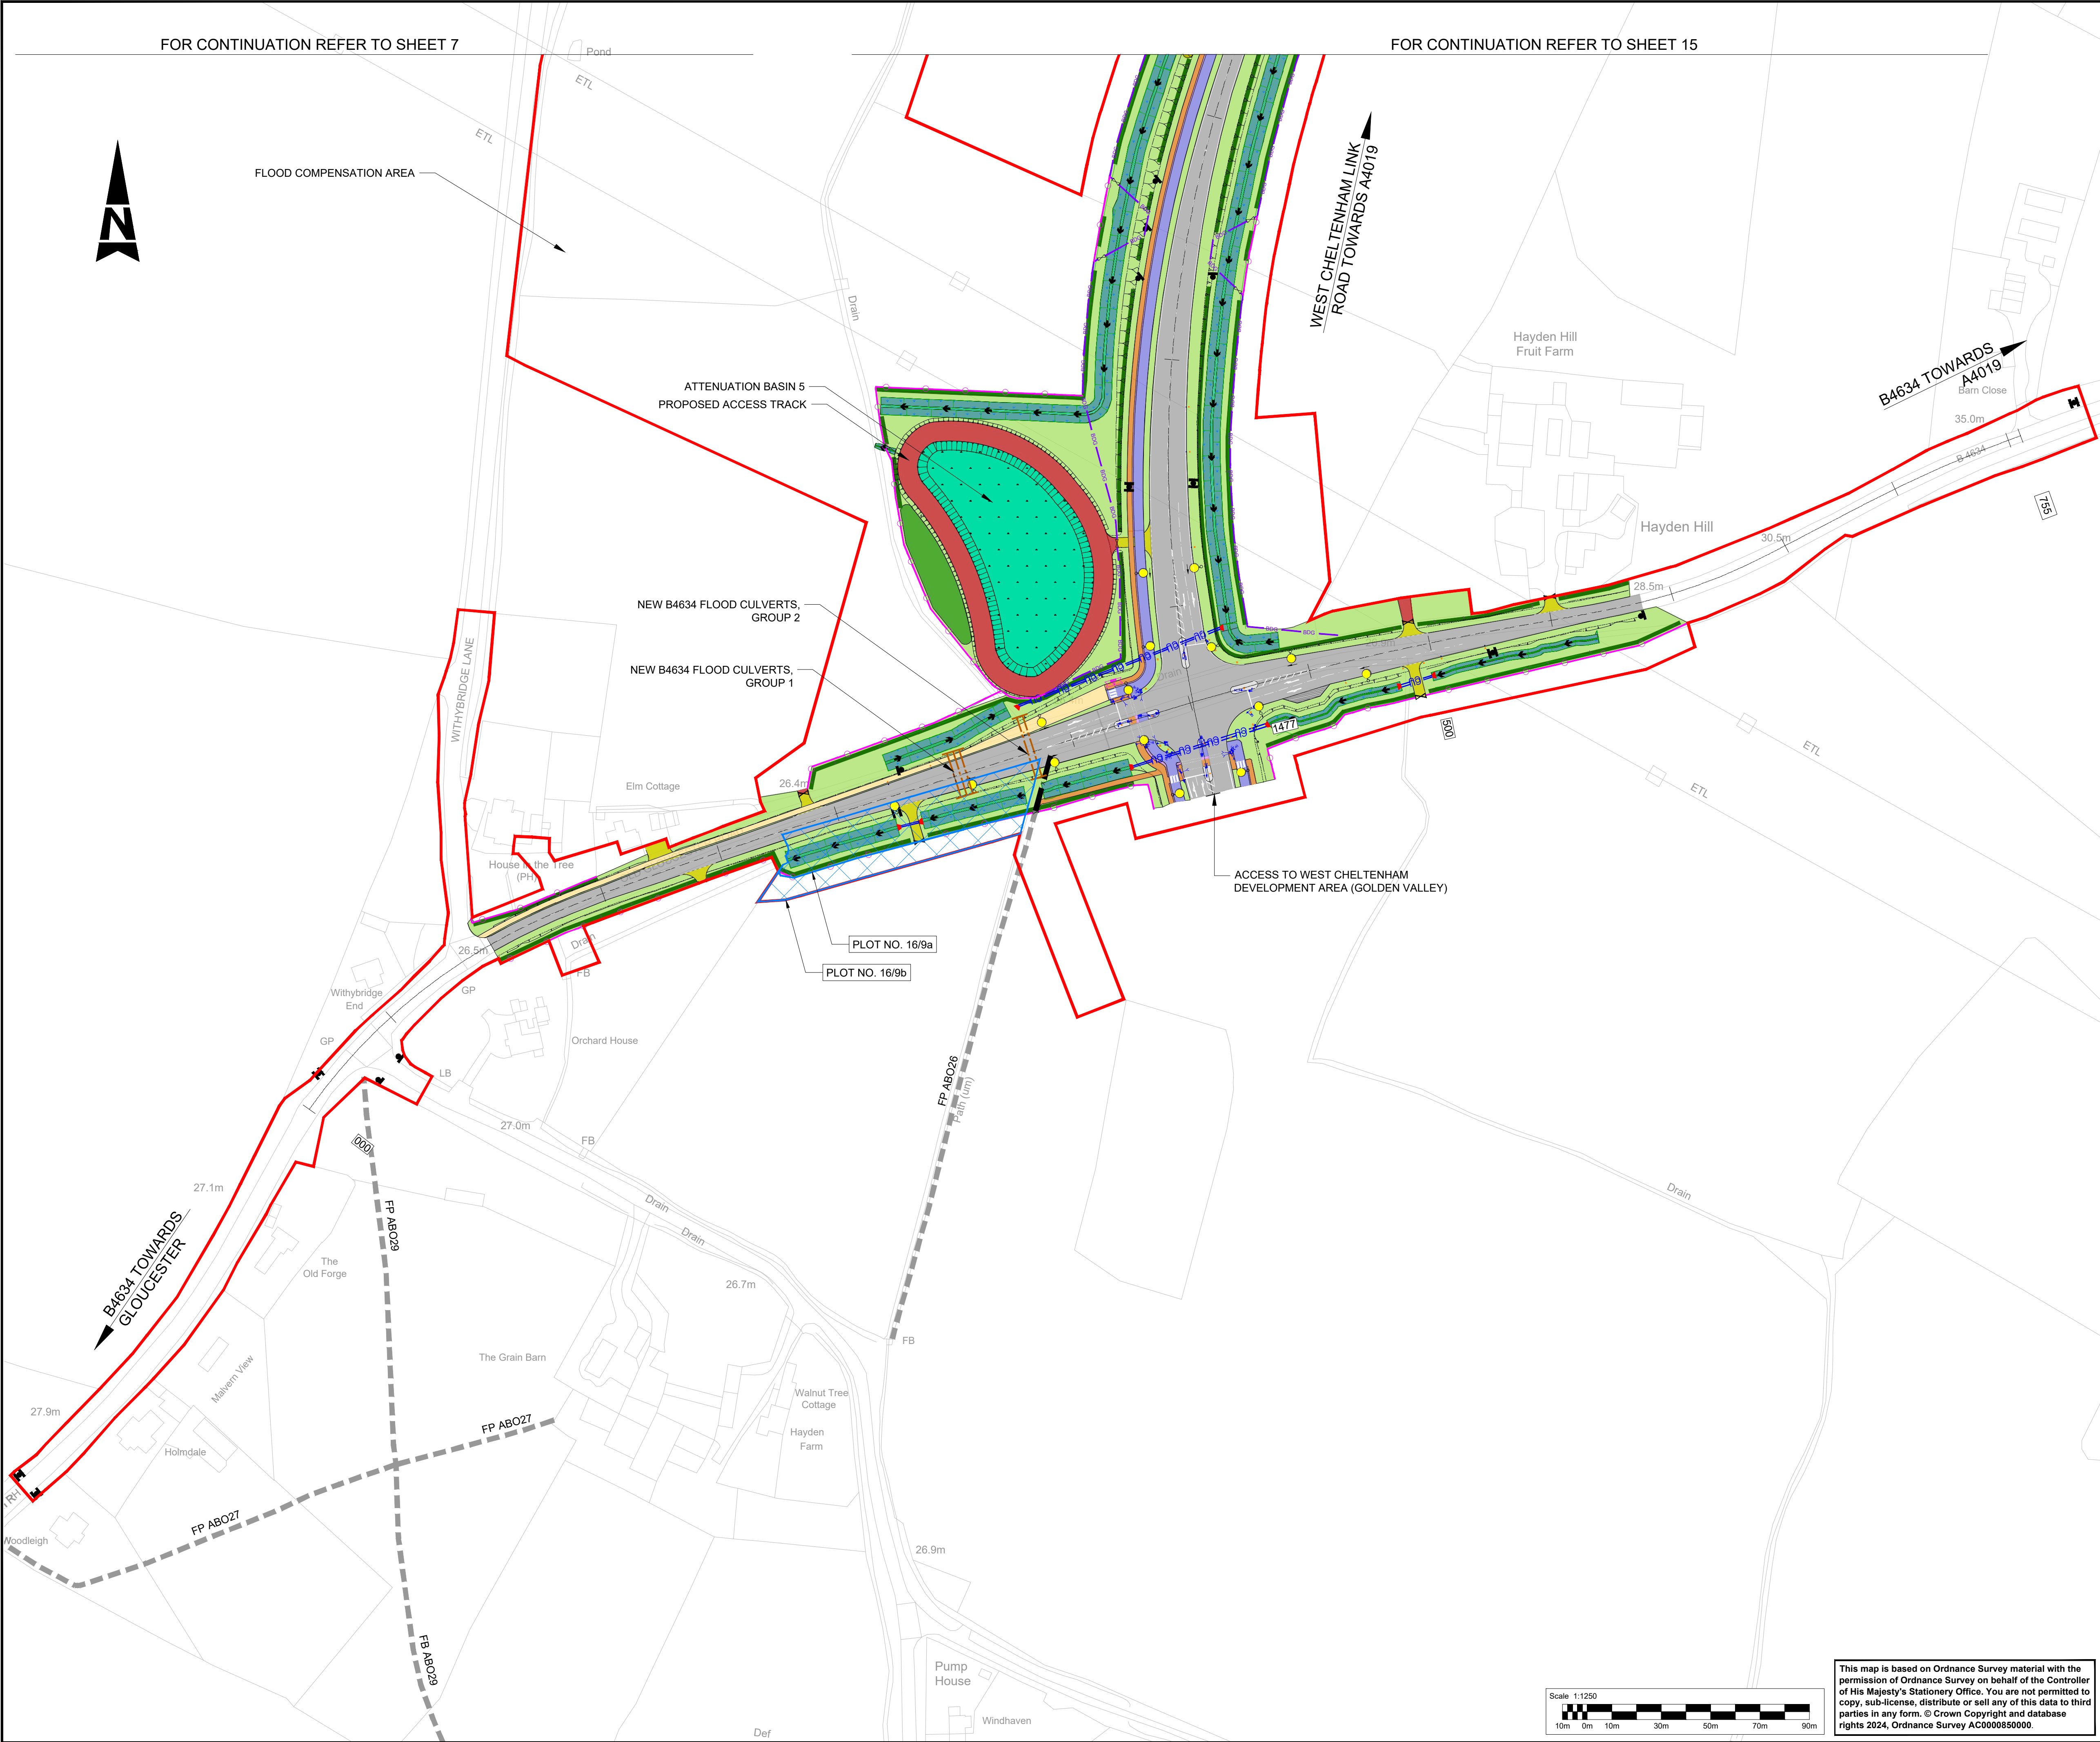 FOR CONTINUATION REFER TO SHEET 7
FOR CONTINUATION REFER TO SHEET 15
Pond
ETL
ETL
N
FLOOD COMPENSATION AREA
Drain
WEST CHELTENHAM LINK
ROAD TOWARDS A4019
Hayden Hill
Fruit Farm
B4634 TOWARDS
A4019
Barn Close
35.0m
B 4634
755
ATTENUATION BASIN 5
PROPOSED ACCESS TRACK
Hayden Hill
30.5m
28.5m
NEW B4634 FLOOD CULVERTS,
GROUP 2
NEW B4634 FLOOD CULVERTS,
GROUP 1
WITHYBRIDGE LANE
BDG
BDG
BDG
BDG
Drain
1477
500
ETL
ETL
26.4m
Elm Cottage
House in the Tree
(PH)
ACCESS TO WEST CHELTENHAM
DEVELOPMENT AREA (GOLDEN VALLEY)
PLOT NO. 16/9a
PLOT NO. 16/9b
26.5m
Drain
FB
GP
Withybridge
End
GP
Orchard House
LB
FP ABO26
Path (um)
27.0m
FB
000
27.1m
FP ABO29
Drain
Drain
Drain
B4634 TOWARDS
GLOUCESTER
The
Old Forge
26.7m
FB
The Grain Barn
Malvern View
Walnut Tree
Cottage
Hayden
Farm
27.9m
FP ABO27
Holmdale
RH
FP ABO27
Woodleigh
26.9m
FB ABO29
Pump
House
Windhaven
Def
Scale 1:1250
10m 0m 10m 30m 50m 70m 90m
This map is based on Ordnance Survey material with the
permission of Ordnance Survey on behalf of the Controller
of His Majesty's Stationery Office. You are not permitted to
copy, sub-license, distribute or sell any of this data to third
parties in any form. © Crown Copyright and database
rights 2024, Ordnance Survey AC0000850000.